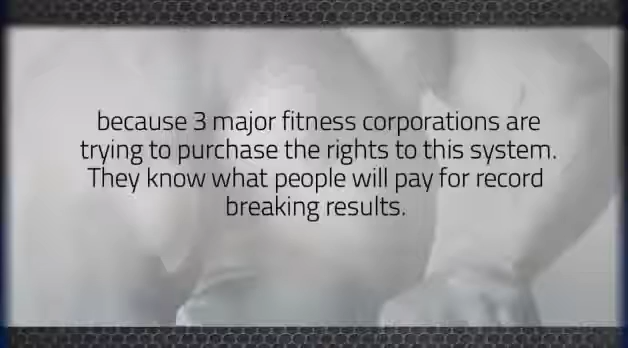 because 3 major fitness corporations are
trying to purchase the rights to this system.
They know what people will pay for record
breaking results.